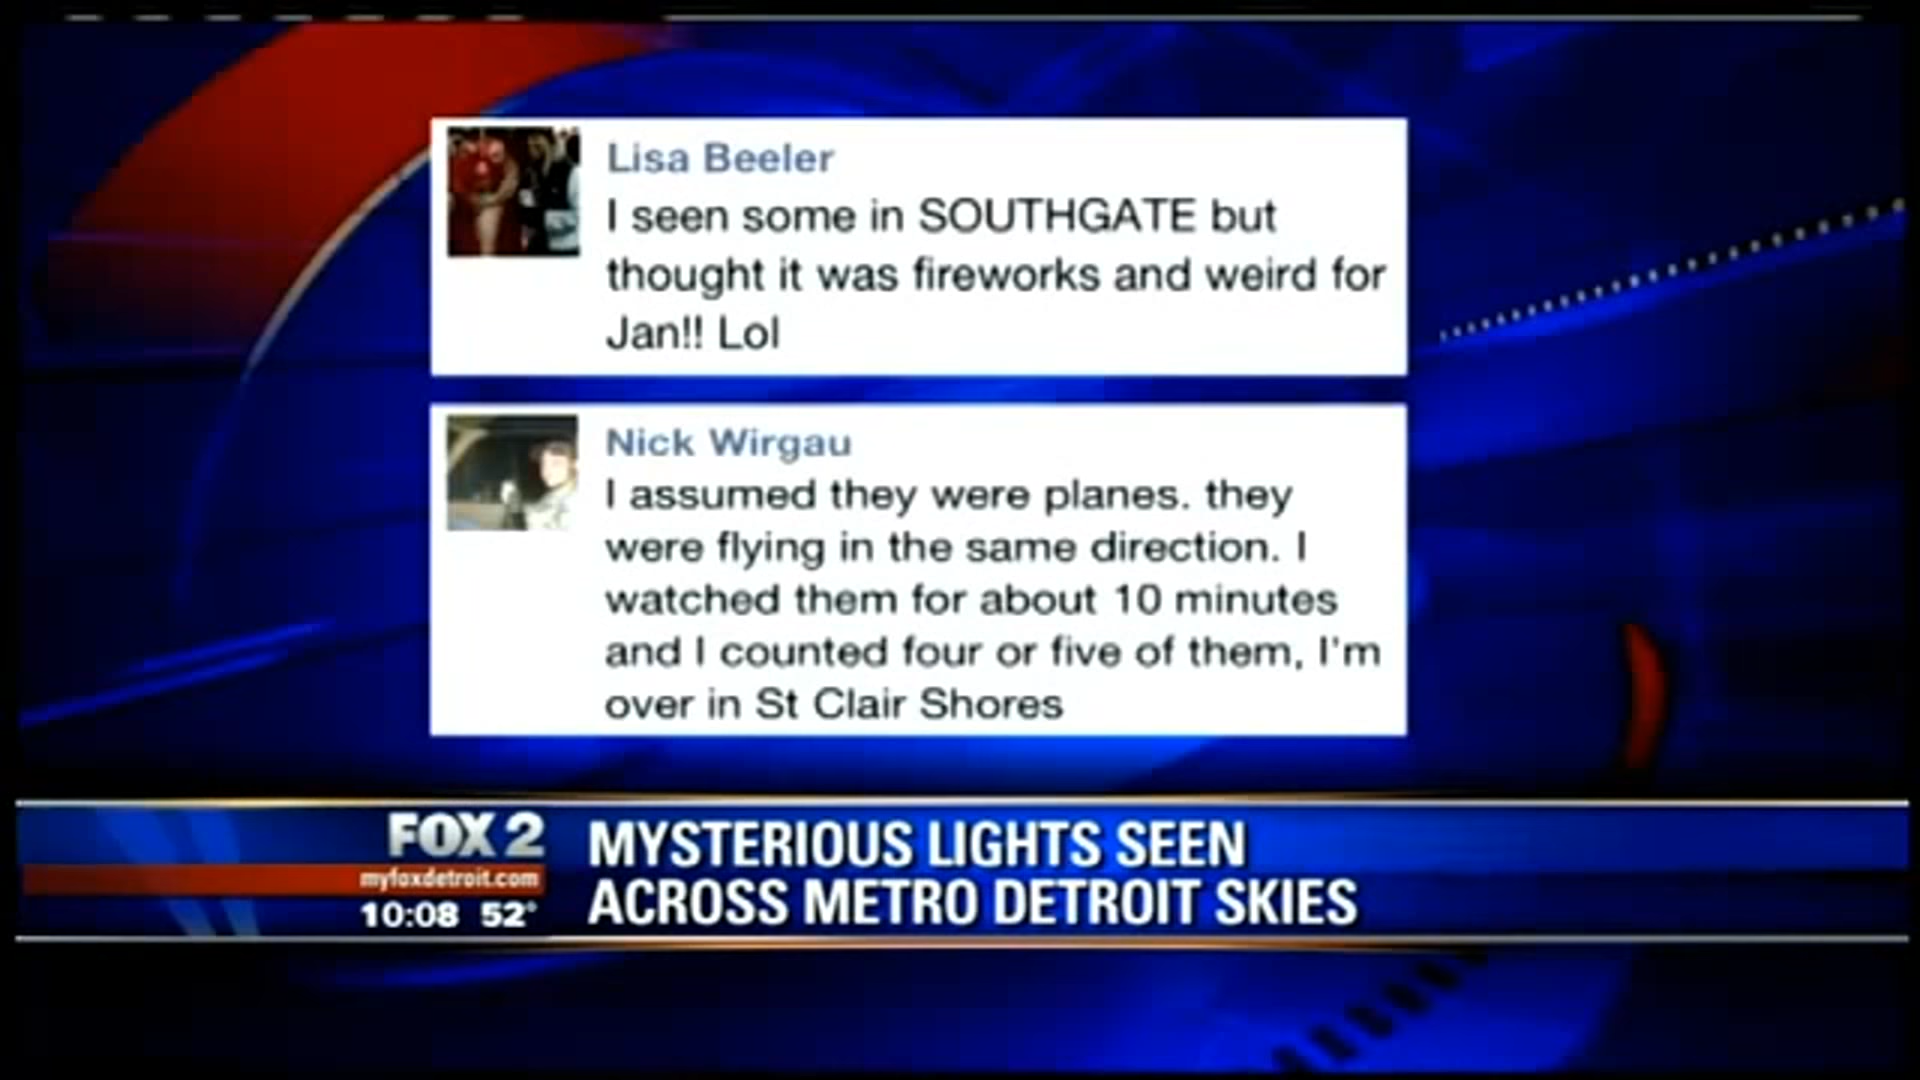 Lisa Beeler
I seen some in SOUTHGATE but
thought it was fireworks and weird for
Jan!! Lol
Nick Wirgau
I assumed they were planes. they
were flying in the same direction. I
watched them for about 10 minutes
and I counted four or five of them, I'm
over in St Clair Shores
FOX 2
myfoxdetroit.com
10:08 52°
MYSTERIOUS LIGHTS SEEN
ACROSS METRO DETROIT SKIES